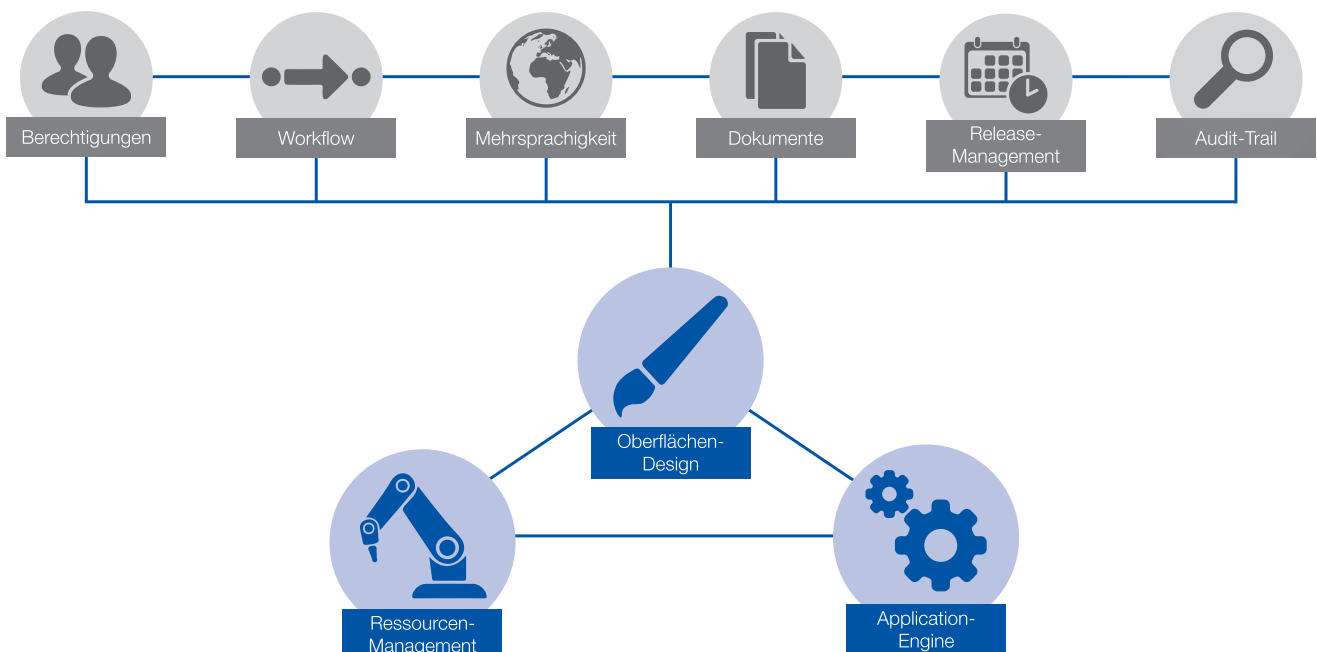 Berechtigungen
Workflow
Mehrsprachigkeit
Dokumente
Release-
Management
Audit-Trail
Oberflächen-
Design
Ressourcen-
Management
Application-
Engine